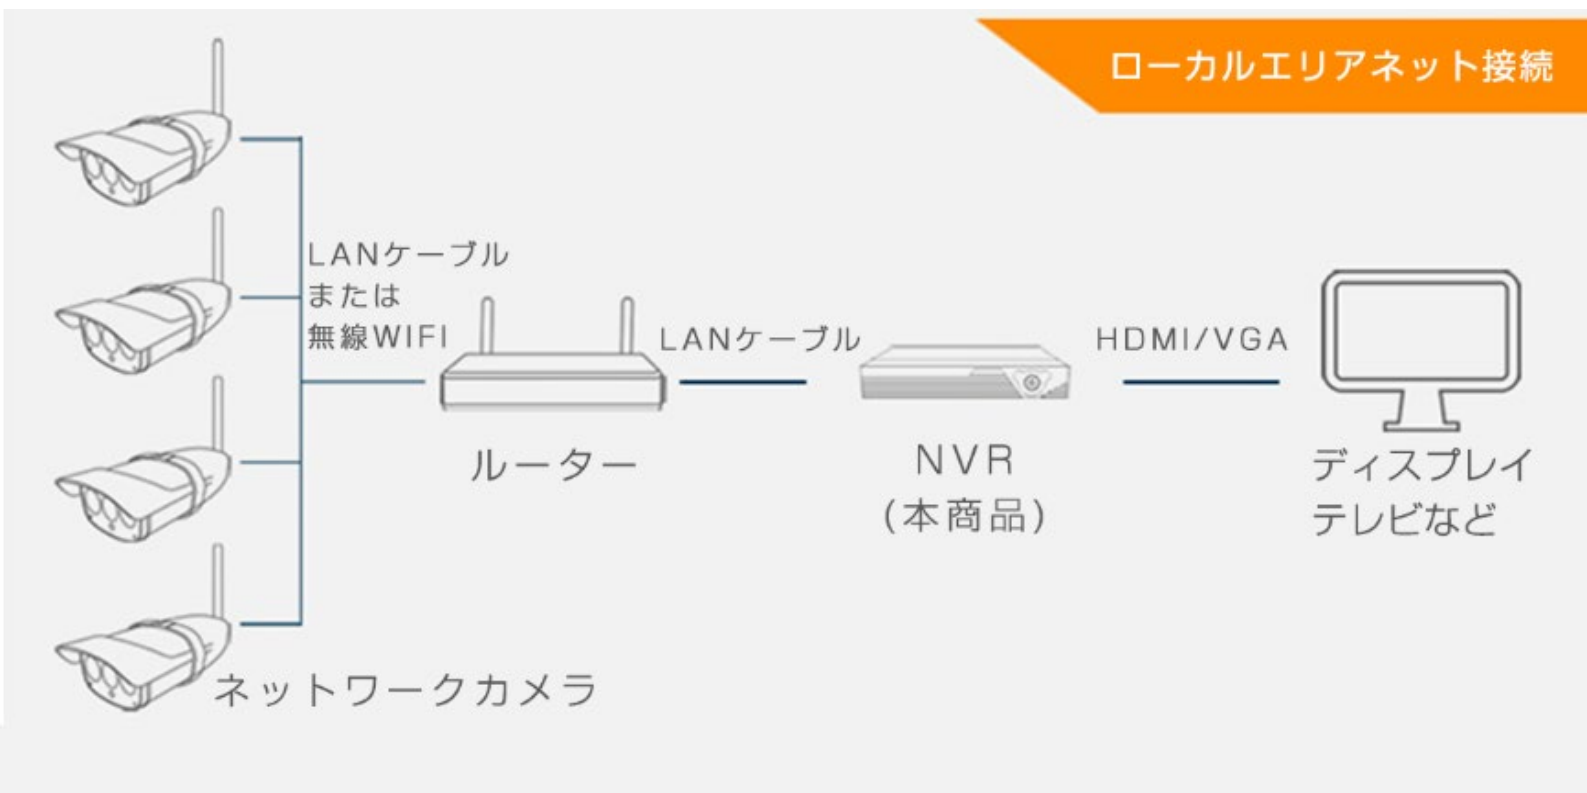 ローカルエリアネット接続
LANケーブル
または
無線WIFI
LANケーブル
HDMI/VGA
ルーター
NVR
(本商品)
ディスプレイ
テレビなど
ネットワークカメラ